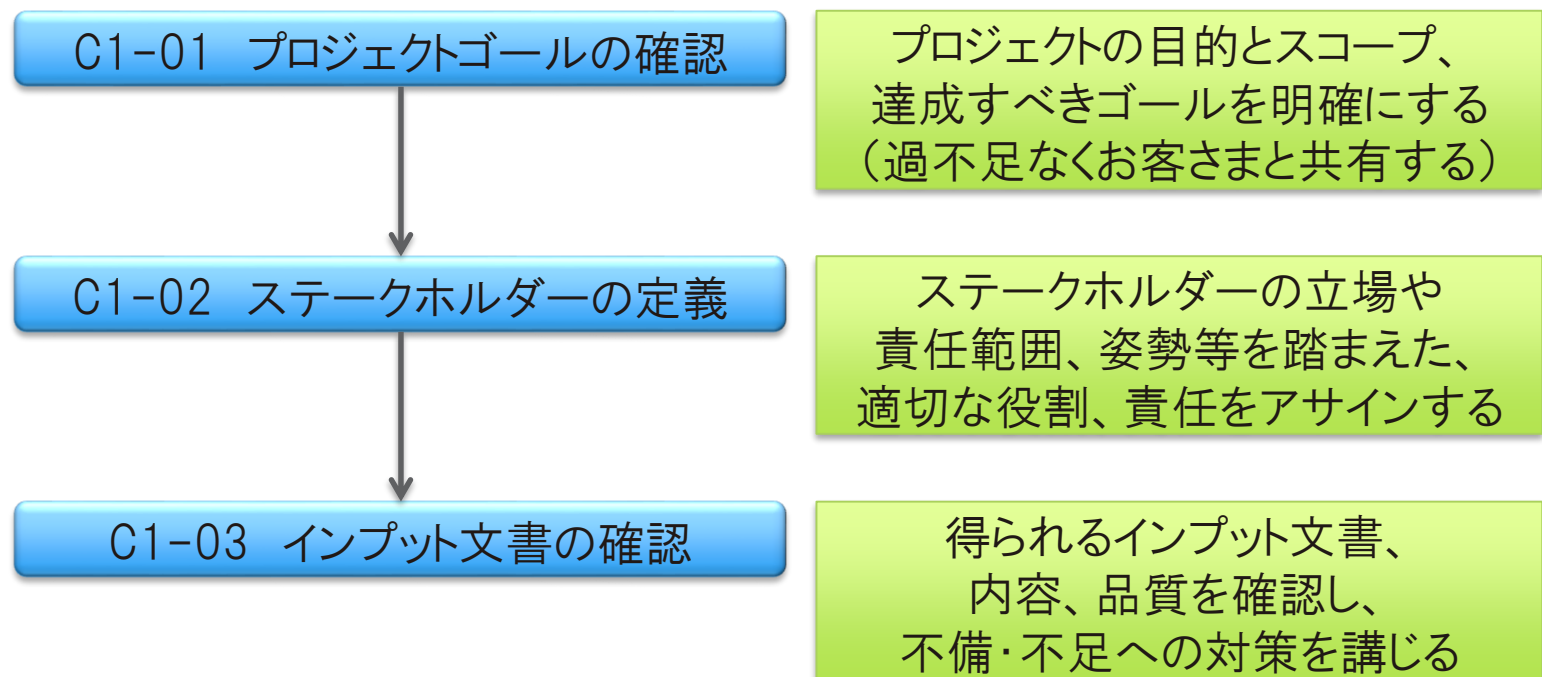 C1-01 プロジェクトゴールの確認
プロジェクトの目的とスコープ、
達成すべきゴールを明確にする
（過不足なくお客さまと共有する）
C1-02 ステークホルダーの定義
ステークホルダーの立場や
責任範囲、姿勢等を踏まえた、
適切な役割、責任をアサインする
C1-03 インプット文書の確認
得られるインプット文書、
内容、品質を確認し、
不備・不足への対策を講じる